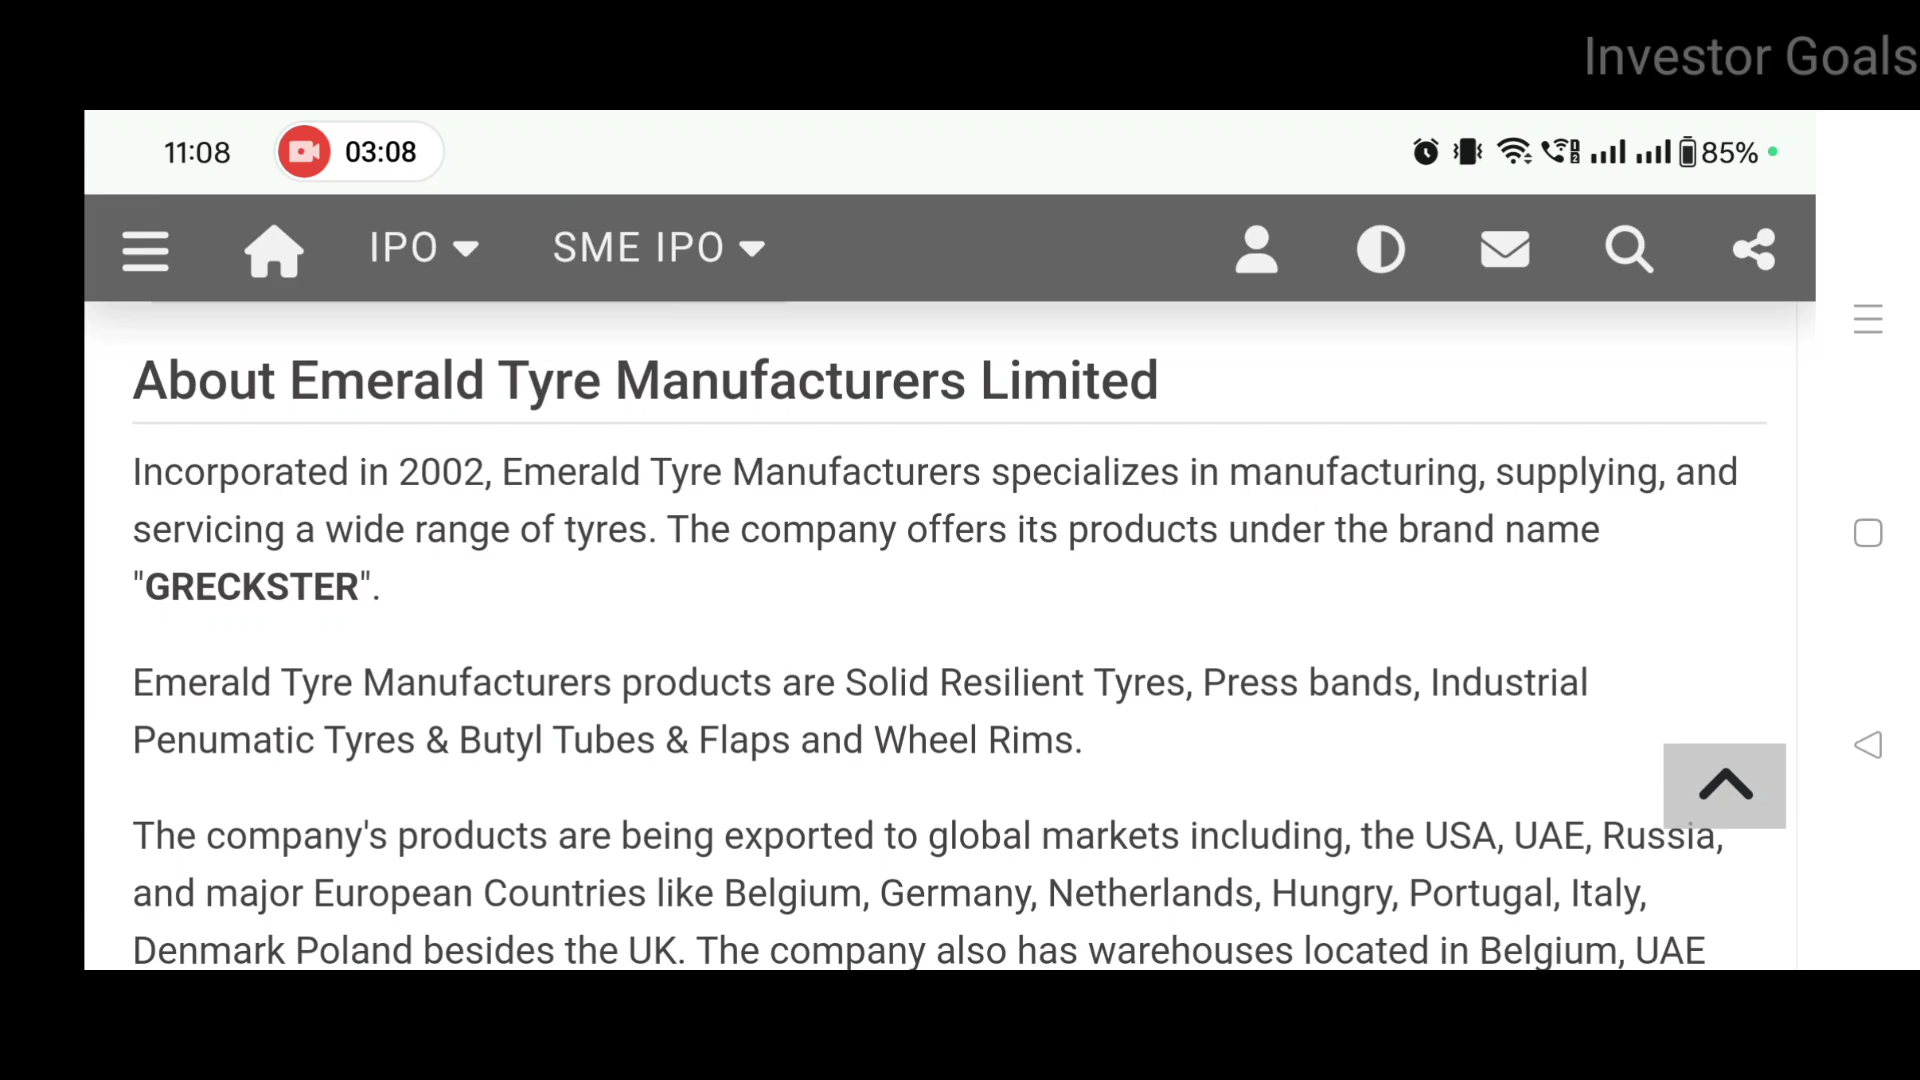 Investor Goals
11:08 03:08 85%
IPO SME IPO
About Emerald Tyre Manufacturers Limited
Incorporated in 2002, Emerald Tyre Manufacturers specializes in manufacturing, supplying, and
servicing a wide range of tyres. The company offers its products under the brand name
"GRECKSTER".
Emerald Tyre Manufacturers products are Solid Resilient Tyres, Press bands, Industrial
Penumatic Tyres & Butyl Tubes & Flaps and Wheel Rims.
The company's products are being exported to global markets including, the USA, UAE, Russia,
and major European Countries like Belgium, Germany, Netherlands, Hungry, Portugal, Italy,
Denmark Poland besides the UK. The company also has warehouses located in Belgium, UAE